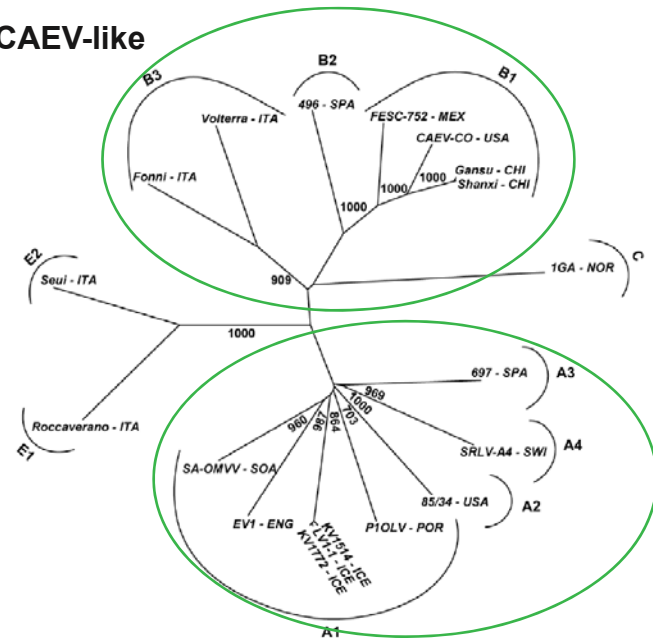 CAEV-like
B3
B2
B1
Volterra - ITA
496 - SPA
FESC-752 - MEX
CAEV-CO - USA
Fonni - ITA
Gansu - CHI
Shanxi - CHI
1000
1000
1000
E2
Seui - ITA
909
1GA - NOR
C
1000
697 - SPA
A3
969
1000
703
864
987
960
Roccaverano - ITA
E1
SRLV-A4 - SWI
A4
SA-OMVV - SOA
85/34 - USA
A2
EV1 - ENG
KV1514 - ICE
LV1-1 - ICE
KV1772 - ICE
P1OLV - POR
A1